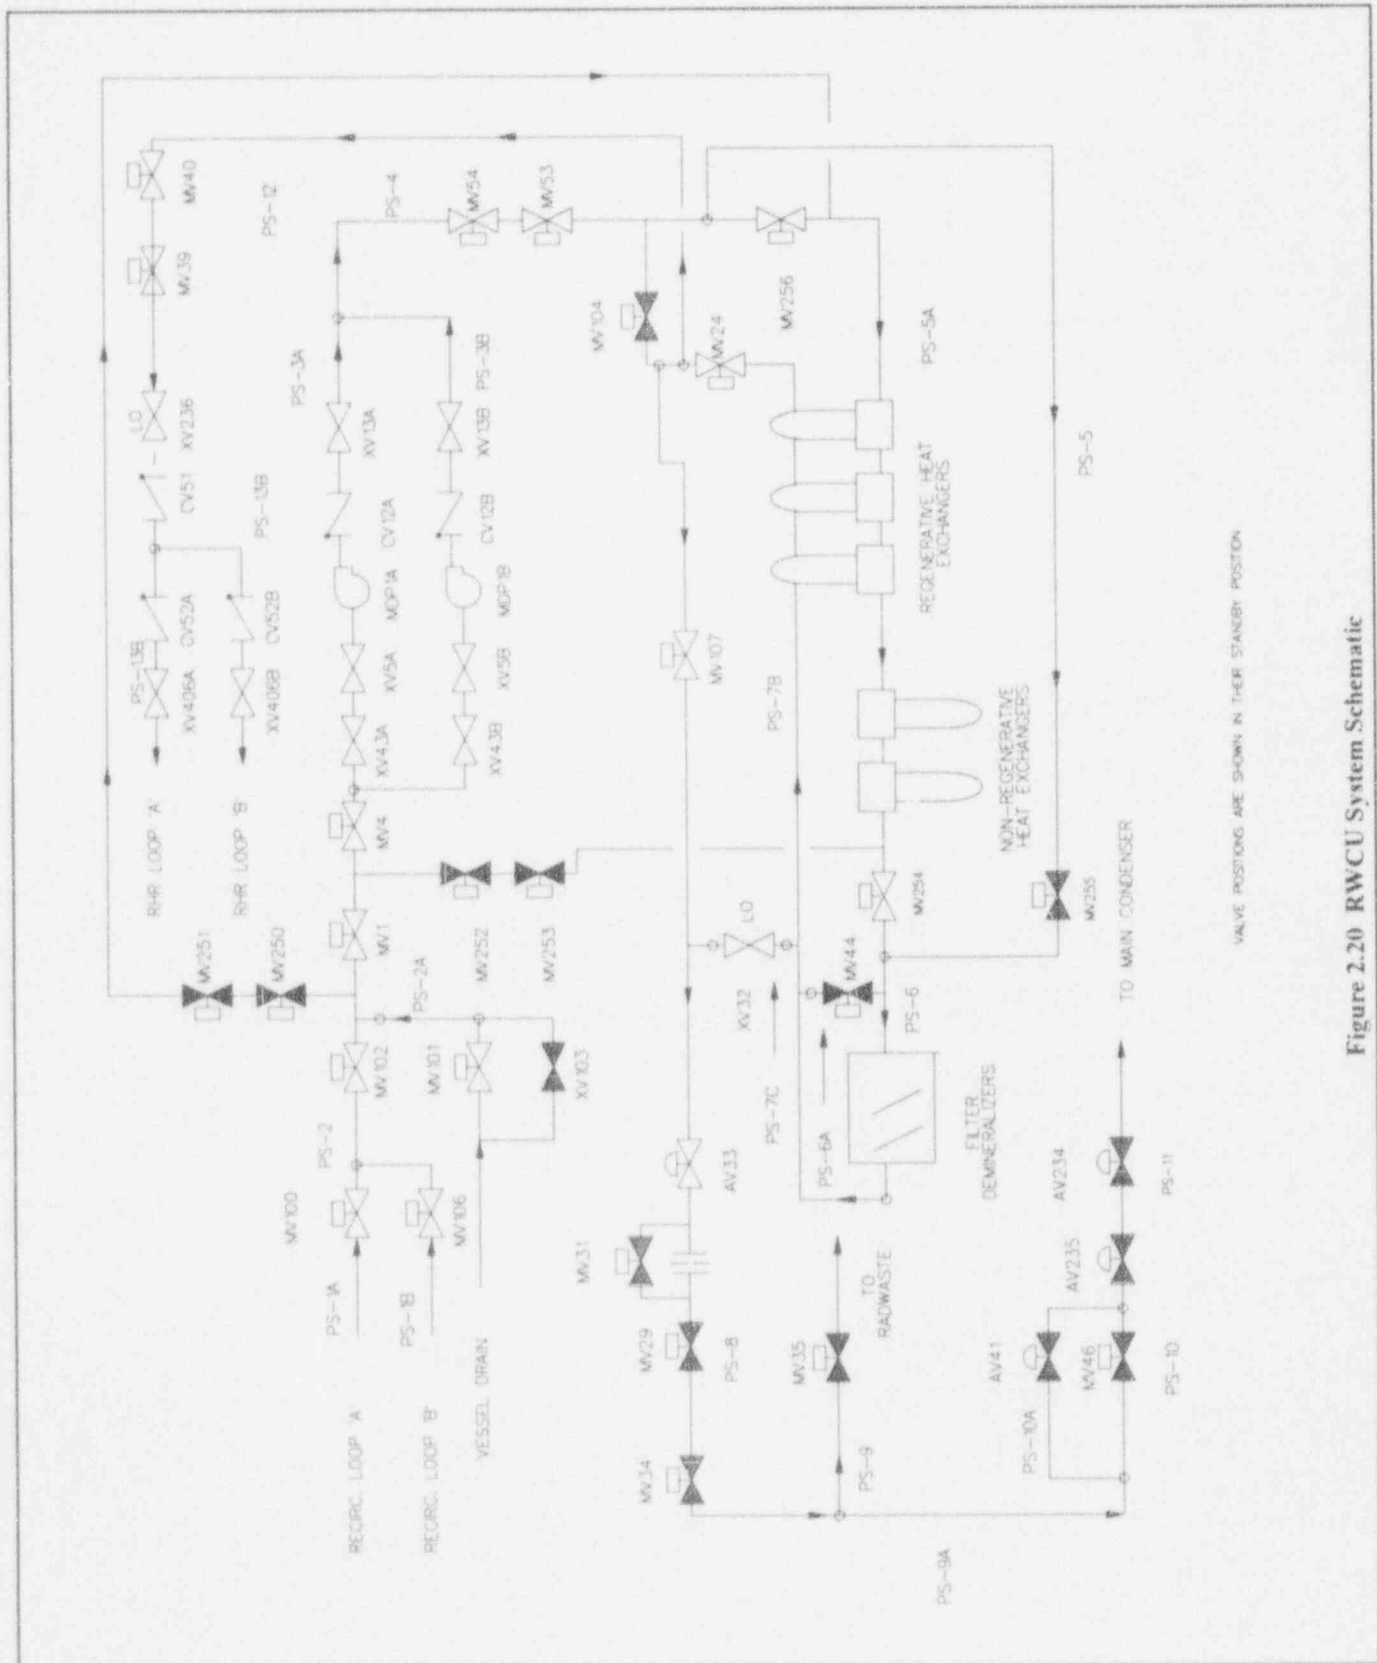 MV40
MV39
PS-12
LO
XV236
CV51
PS-13B
CV52A
CV52B
PS-13B
XV406A
XV406B
RHR LOOP 'A'
RHR LOOP 'B'
PS-4
MV54
MV53
PS-3A
PS-3B
XV13A
XV13B
CV12A
CV12B
MDP1A
MDP1B
XV5A
XV5B
XV43A
XV43B
MV4
MV251
MV250
MV1
MV252
MV253
PS-2A
MV102
MV101
XV103
PS-2
MV100
MV106
PS-1A
PS-1B
RECIRC. LOOP 'A'
RECIRC. LOOP 'B'
VESSEL DRAIN
MV104
MV24
MV256
PS-5A
PS-5
REGENERATIVE HEAT
EXCHANGERS
MV107
PS-7B
NON-REGENERATIVE
HEAT EXCHANGERS
LO
XV32
MV254
MV255
MV44
PS-6
PS-7C
PS-6A
FILTER
DEMINERALIZERS
AV33
MV31
MV29
PS-8
MV34
TO
RADWASTE
MV35
PS-9
PS-9A
TO MAIN CONDENSER
AV234
PS-11
AV235
AV41
MV46
PS-10
PS-10A
VALVE POSITIONS ARE SHOWN IN THEIR STANDBY POSITION
Figure 2.20 RWCU System Schematic